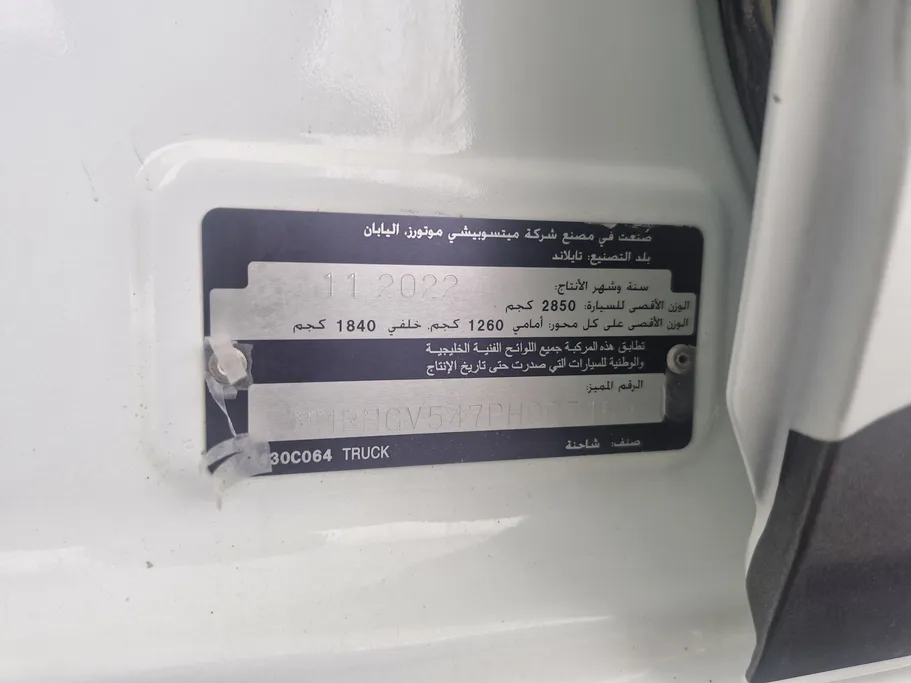 صنعت في مصنع شركة ميتسوبيشي موتورز، اليابان
بلد التصنيع: تايلاند
سنة وشهر الأنتاج: 11 2022
الوزن الأقصى للسيارة: 2850 كجم
الوزن الأقصى على كل محور: أمامي 1260 كجم، خلفي 1840 كجم
تطابق هذه المركبة جميع اللوائح الفنية الخليجية
والوطنية للسيارات التي صدرت حتى تاريخ الإنتاج
الرقم المميز:
صنف: شاحنة
TRUCK